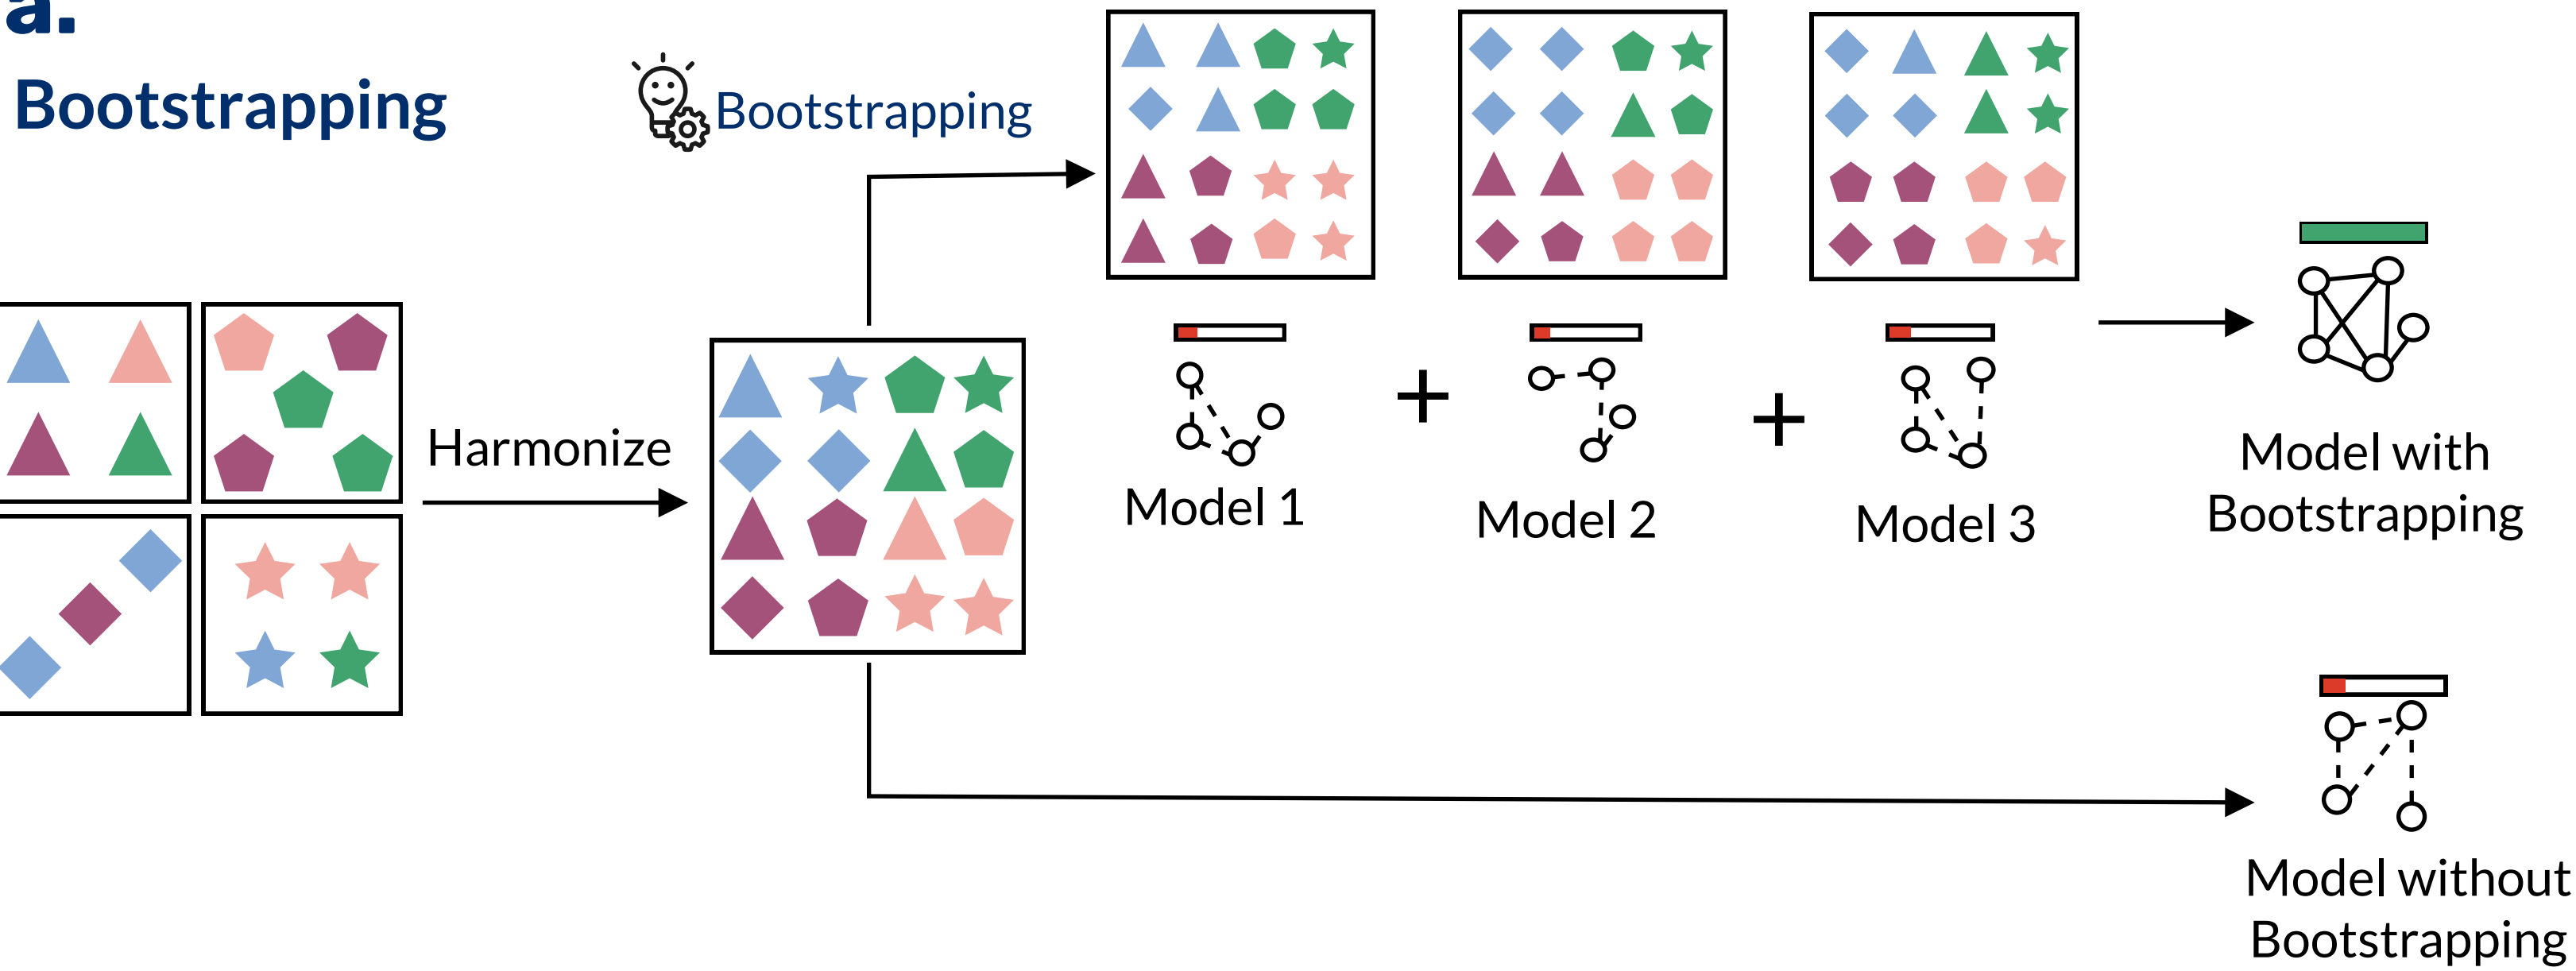 a.
Bootstrapping
Bootstrapping
Harmonize
Model 1
Model 2
Model 3
Model with
Bootstrapping
Model without
Bootstrapping